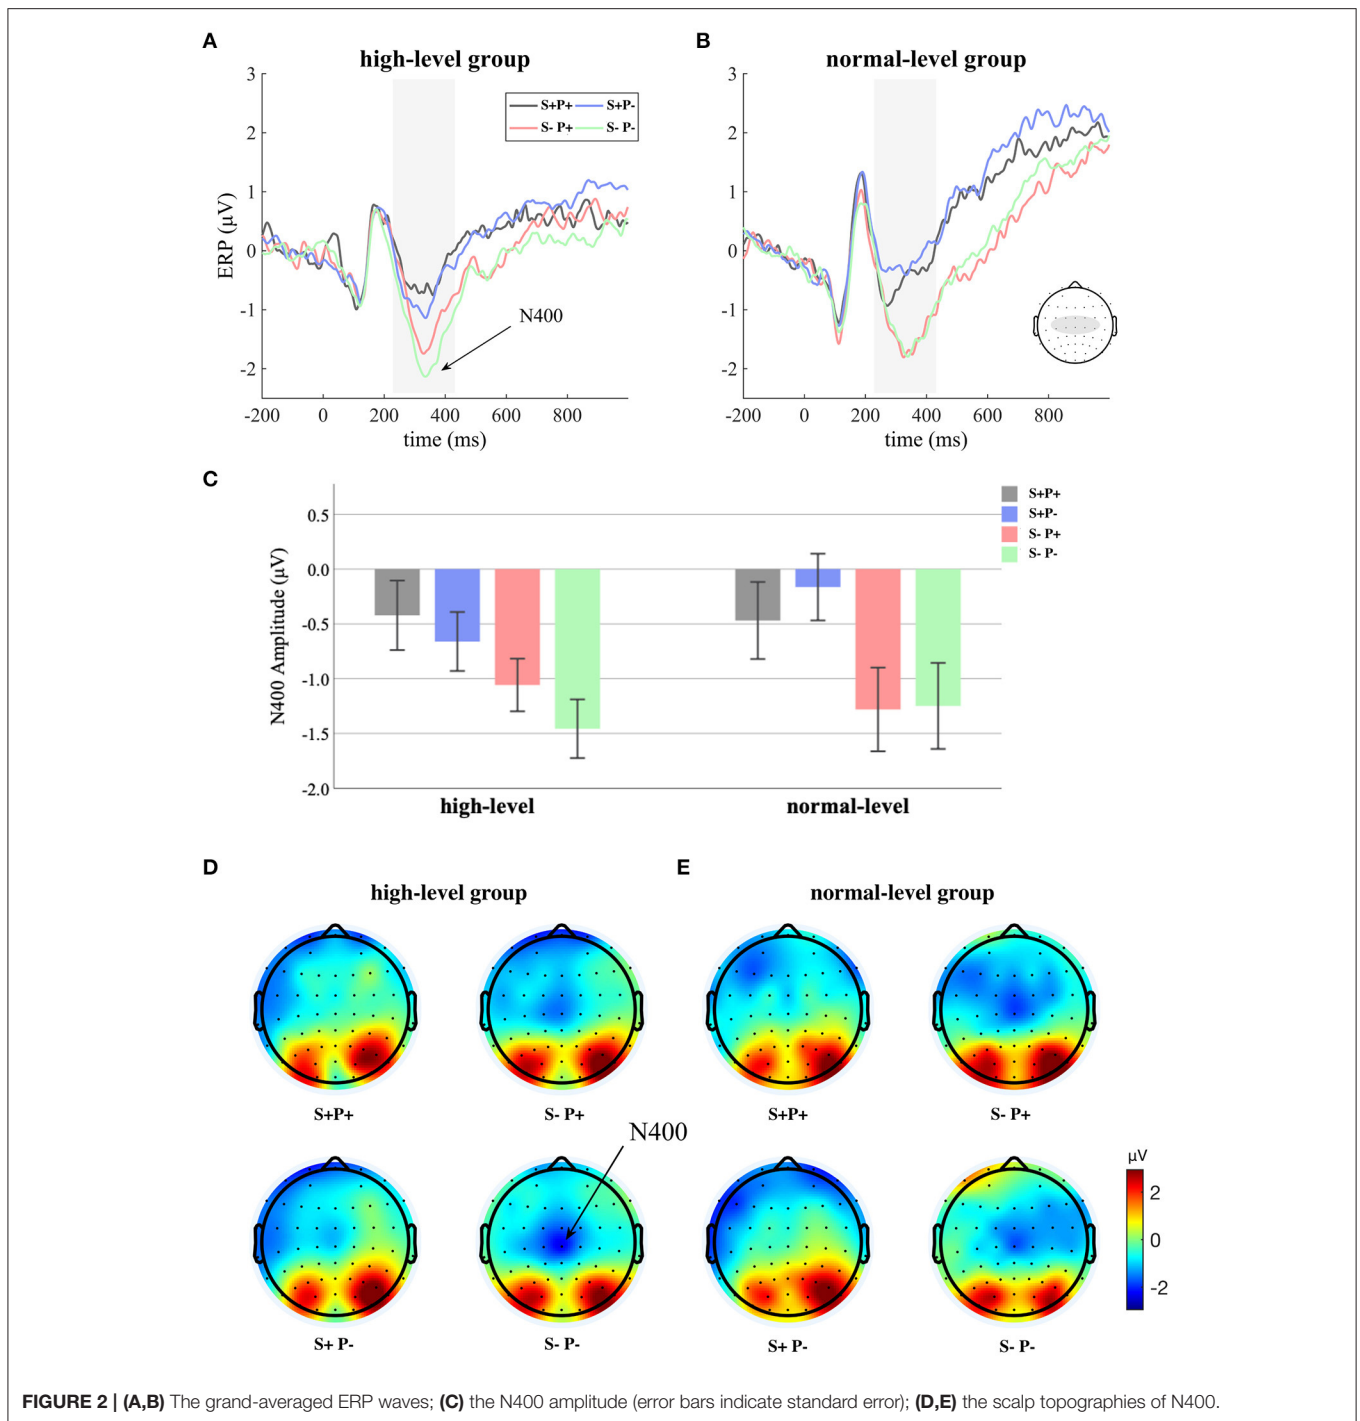 A
B
high-level group
normal-level group
3
2
1
0
-1
-2
ERP (μV)
S+P+
S+P-
S- P+
S- P-
N400
-200
0
200
400
600
800
time (ms)
3
2
1
0
-1
-2
-200
0
200
400
600
800
time (ms)
C
0.5
0.0
-0.5
-1.0
-1.5
-2.0
N400 Amplitude (μV)
S+P+
S+P-
S- P+
S- P-
high-level
normal-level
D
E
high-level group
normal-level group
S+P+
S- P+
S+P+
S- P+
N400
S+ P-
S- P-
S+ P-
S- P-
μV
2
0
-2
FIGURE 2 | (A,B) The grand-averaged ERP waves; (C) the N400 amplitude (error bars indicate standard error); (D,E) the scalp topographies of N400.